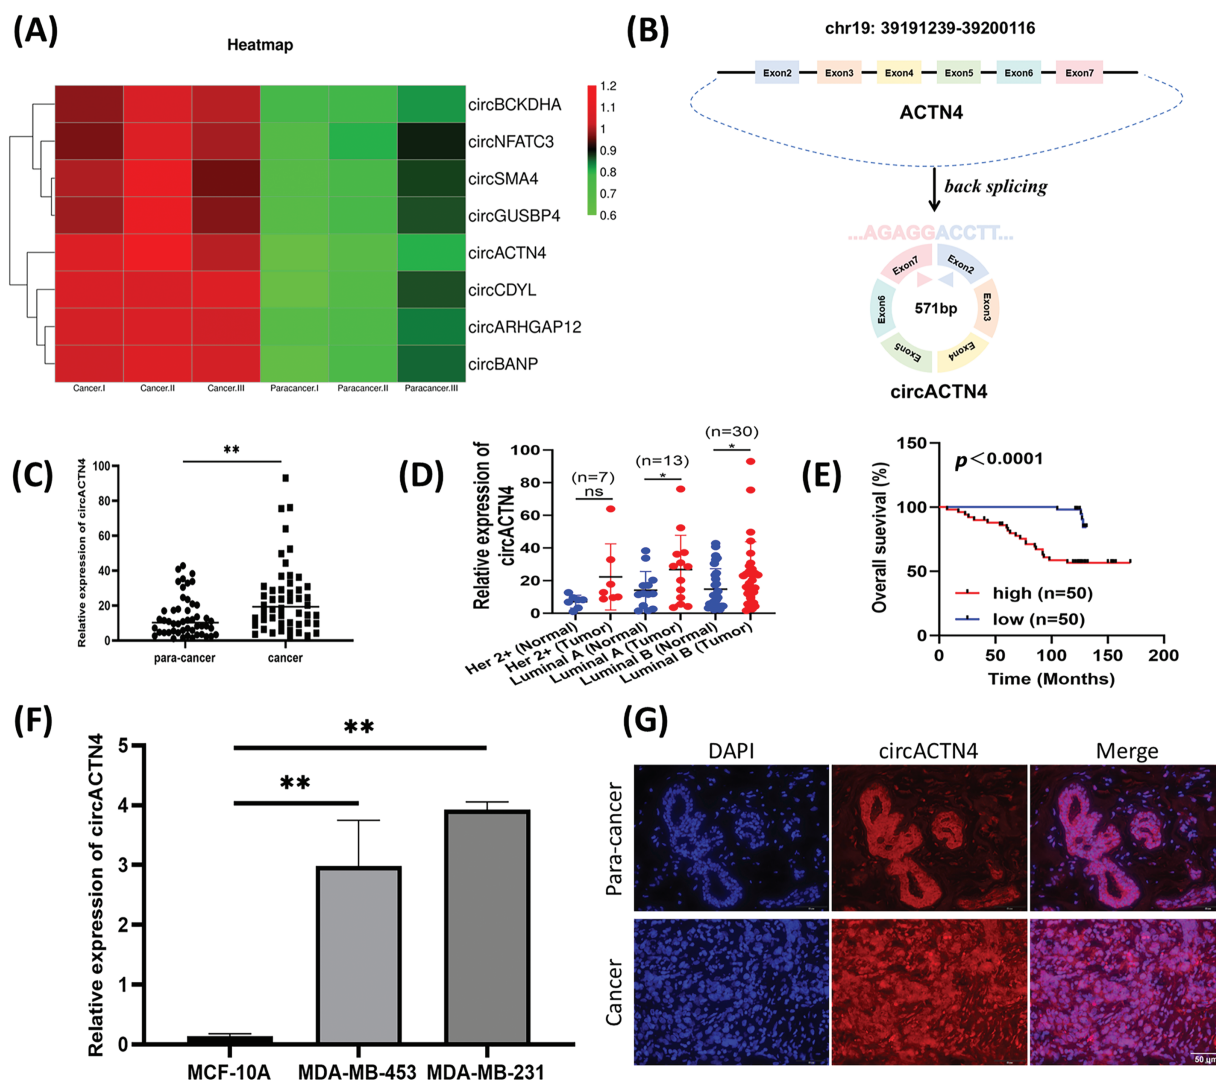 (A)
Heatmap
circBCKDHA
circNFATC3
circSMA4
circGUSBP4
circACTN4
circCDYL
circARHGAP12
circBANP
Cancer.I Cancer.II Cancer.III Paracancer.I Paracancer.II Paracancer.III
1.2
1.1
1
0.9
0.8
0.7
0.6
(B)
chr19: 39191239-39200116
Exon2 Exon3 Exon4 Exon5 Exon6 Exon7
ACTN4
back splicing
...AGAGGACCTT...
Exon7 Exon2
Exon6 Exon3
Exon5 Exon4
571bp
circACTN4
(C)
Relative expression of circACTN4
100
80
60
40
20
0
**
para-cancer cancer
(D)
Relative expression of
circACTN4
100
80
60
40
20
0
(n=7)
ns
(n=13)
*
(n=30)
*
Her 2+ (Normal)
Her 2+ (Tumor)
Luminal A (Normal)
Luminal A (Tumor)
Luminal B (Normal)
Luminal B (Tumor)
(E)
Overall suevival (%)
150
100
50
0
p<0.0001
high (n=50)
low (n=50)
0 50 100 150 200
Time (Months)
(F)
Relative expression of circACTN4
5
4
3
2
1
0
**
**
MCF-10A MDA-MB-453 MDA-MB-231
(G)
DAPI circACTN4 Merge
Para-cancer
Cancer
50 μm